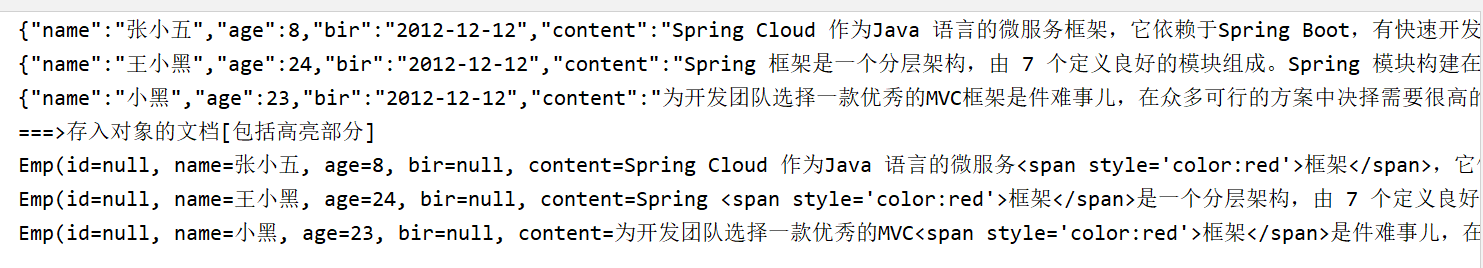 {"name":"张小五","age":8,"bir":"2012-12-12","content":"Spring Cloud 作为Java 语言的微服务框架，它依赖于Spring Boot，有快速开发
{"name":"王小黑","age":24,"bir":"2012-12-12","content":"Spring 框架是一个分层架构，由 7 个定义良好的模块组成。Spring 模块构建在
{"name":"小黑","age":23,"bir":"2012-12-12","content":"为开发团队选择一款优秀的MVC框架是件难事儿，在众多可行的方案中决择需要很高的
===>存入对象的文档[包括高亮部分]
Emp(id=null, name=张小五, age=8, bir=null, content=Spring Cloud 作为Java 语言的微服务<span style='color:red'>框架</span>，它
Emp(id=null, name=王小黑, age=24, bir=null, content=Spring <span style='color:red'>框架</span>是一个分层架构，由 7 个定义良好
Emp(id=null, name=小黑, age=23, bir=null, content=为开发团队选择一款优秀的MVC<span style='color:red'>框架</span>是件难事儿，在